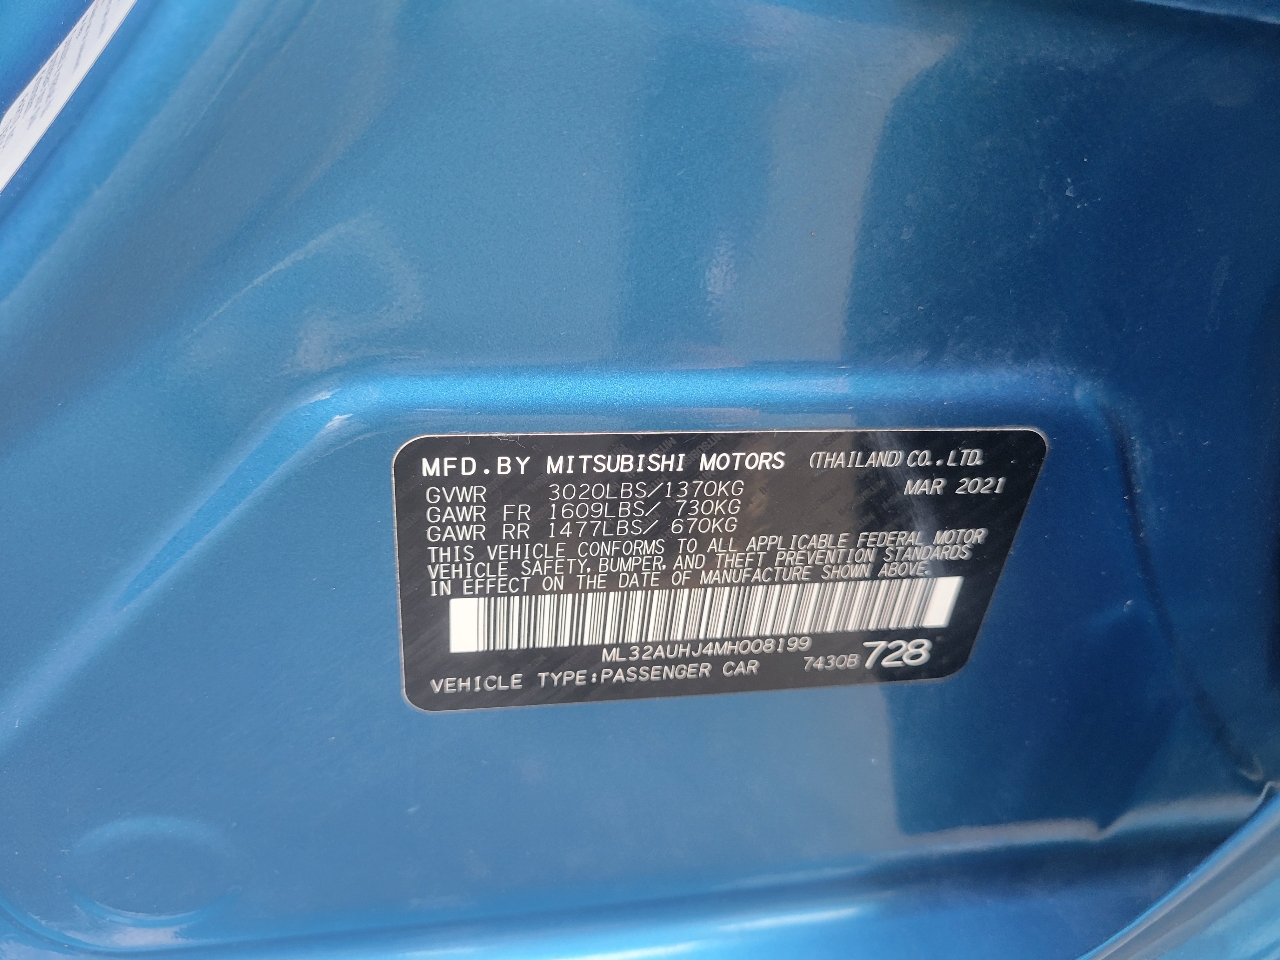 MFD.BY MITSUBISHI MOTORS (THAILAND) CO.,LTD.
GVWR 3020LBS/1370KG MAR 2021
GAWR FR 1609LBS/ 730KG
GAWR RR 1477LBS/ 670KG
THIS VEHICLE CONFORMS TO ALL APPLICABLE FEDERAL MOTOR
VEHICLE SAFETY, BUMPER, AND THEFT PREVENTION STANDARDS
IN EFFECT ON THE DATE OF MANUFACTURE SHOWN ABOVE.
ML32AUHJ4MH008199
VEHICLE TYPE:PASSENGER CAR 7430B 728